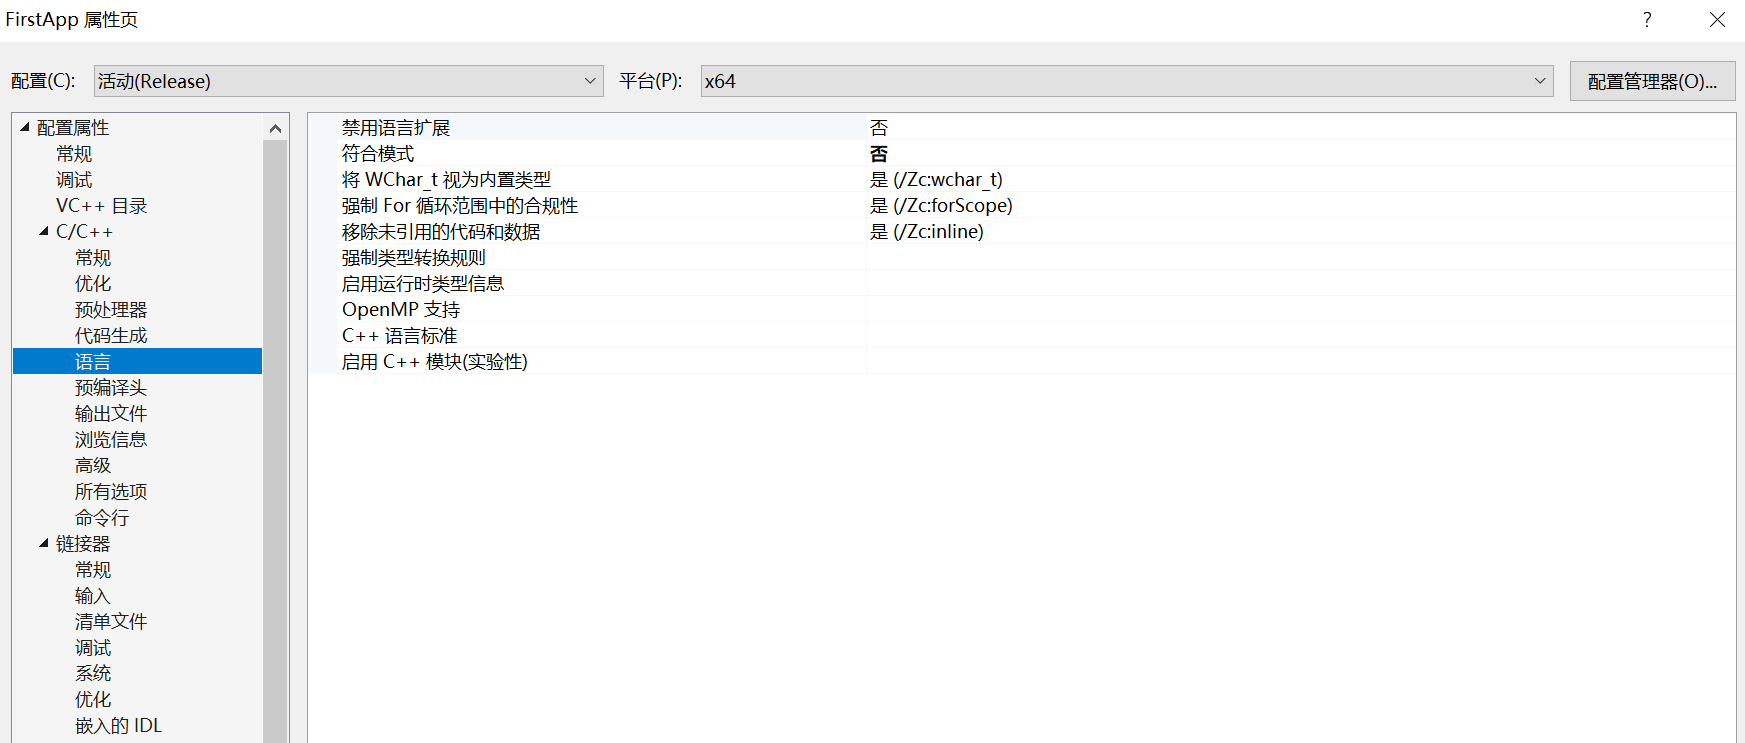 FirstApp 属性页
配置(C): 活动(Release) 平台(P): x64 配置管理器(O)...
配置属性
常规
调试
VC++ 目录
C/C++
常规
优化
预处理器
代码生成
语言
预编译头
输出文件
浏览信息
高级
所有选项
命令行
链接器
常规
输入
清单文件
调试
系统
优化
嵌入的 IDL
禁用语言扩展 否
符合模式 否
将 WChar_t 视为内置类型 是 (/Zc:wchar_t)
强制 For 循环范围中的合规性 是 (/Zc:forScope)
移除未引用的代码和数据 是 (/Zc:inline)
强制类型转换规则
启用运行时类型信息
OpenMP 支持
C++ 语言标准
启用 C++ 模块(实验性)